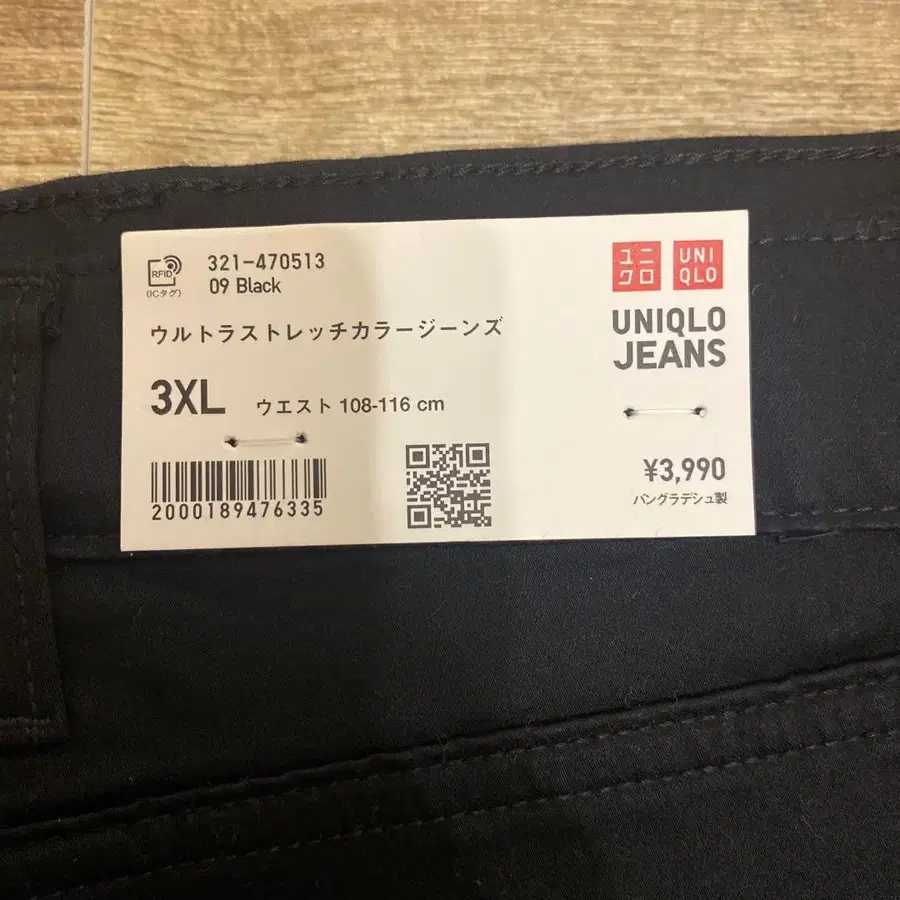 RFID
(ICタグ)
321-470513
09 Black
ウルトラストレッチカラージーンズ
3XL ウエスト 108-116 cm
2000189476335
ユニ
クロ
UNI
QLO
UNIQLO
JEANS
¥3,990
バングラデシュ製